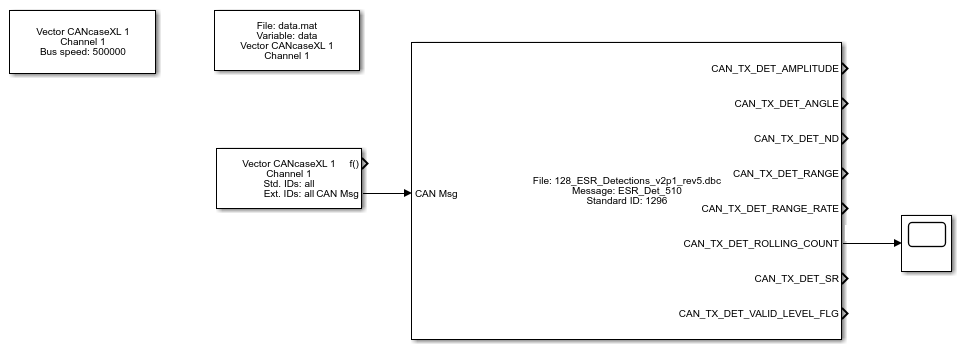 Vector CANcaseXL 1
Channel 1
Bus speed: 500000
File: data.mat
Variable: data
Vector CANcaseXL 1
Channel 1
Vector CANcaseXL 1 f()
Channel 1
Std. IDs: all
Ext. IDs: all CAN Msg
CAN Msg
File: 128_ESR_Detections_v2p1_rev5.dbc
Message: ESR_Det_510
Standard ID: 1296
CAN_TX_DET_AMPLITUDE
CAN_TX_DET_ANGLE
CAN_TX_DET_ND
CAN_TX_DET_RANGE
CAN_TX_DET_RANGE_RATE
CAN_TX_DET_ROLLING_COUNT
CAN_TX_DET_SR
CAN_TX_DET_VALID_LEVEL_FLG